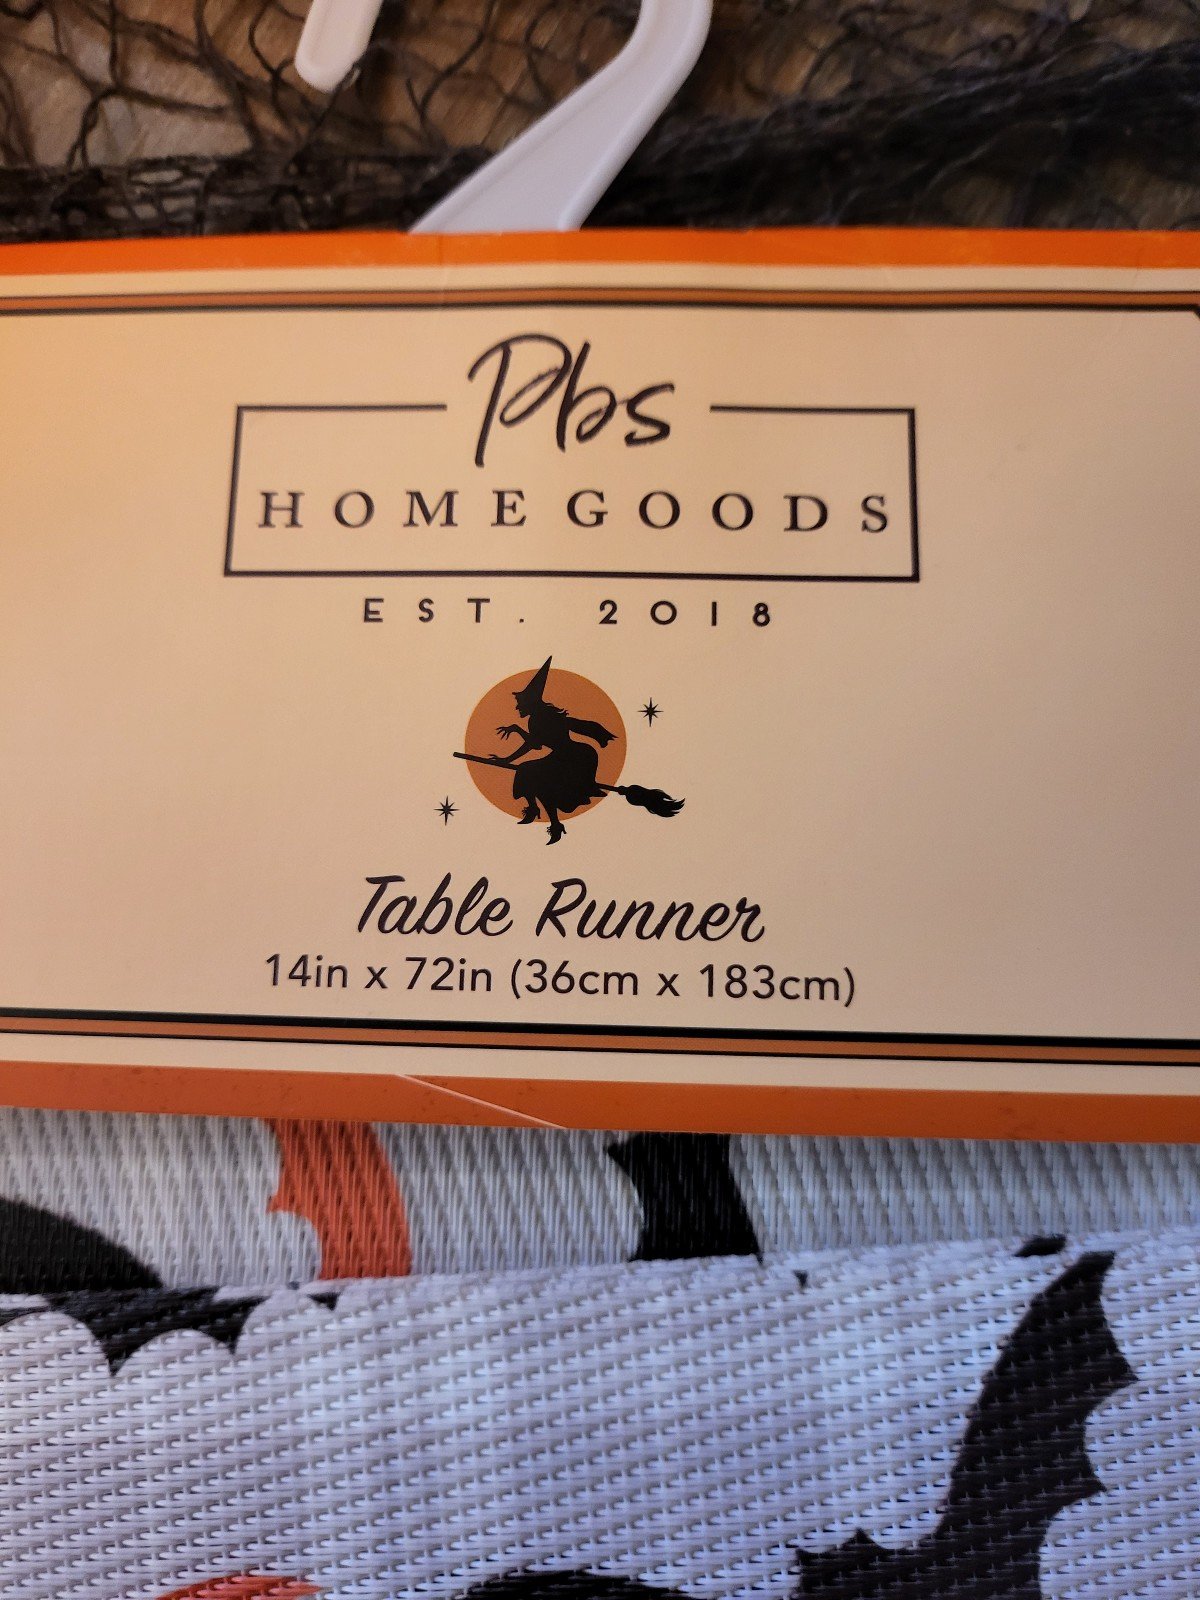 Pbs
HOMEGOODS
EST. 2018
Table Runner
14in x 72in (36cm x 183cm)